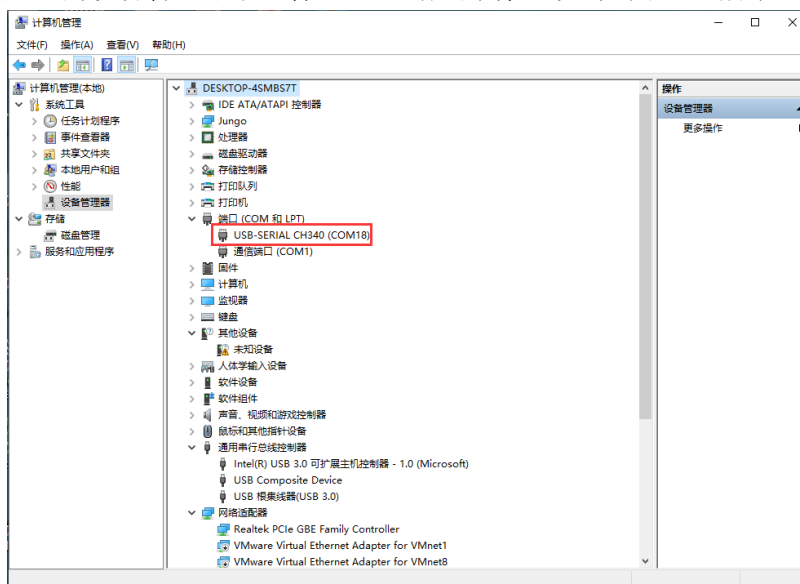 计算机管理
文件(F) 操作(A) 查看(V) 帮助(H)
计算机管理(本地)
系统工具
任务计划程序
事件查看器
共享文件夹
本地用户和组
性能
设备管理器
存储
磁盘管理
服务和应用程序
DESKTOP-4SMBS7T
IDE ATA/ATAPI 控制器
Jungo
处理器
磁盘驱动器
存储控制器
打印队列
打印机
端口 (COM 和 LPT)
USB-SERIAL CH340 (COM18)
通信端口 (COM1)
固件
计算机
监视器
键盘
其他设备
未知设备
人体学输入设备
软件设备
软件组件
声音、视频和游戏控制器
鼠标和其他指针设备
通用串行总线控制器
Intel(R) USB 3.0 可扩展主机控制器 - 1.0 (Microsoft)
USB Composite Device
USB 根集线器(USB 3.0)
网络适配器
Realtek PCIe GBE Family Controller
VMware Virtual Ethernet Adapter for VMnet1
VMware Virtual Ethernet Adapter for VMnet8
操作
设备管理器
更多操作